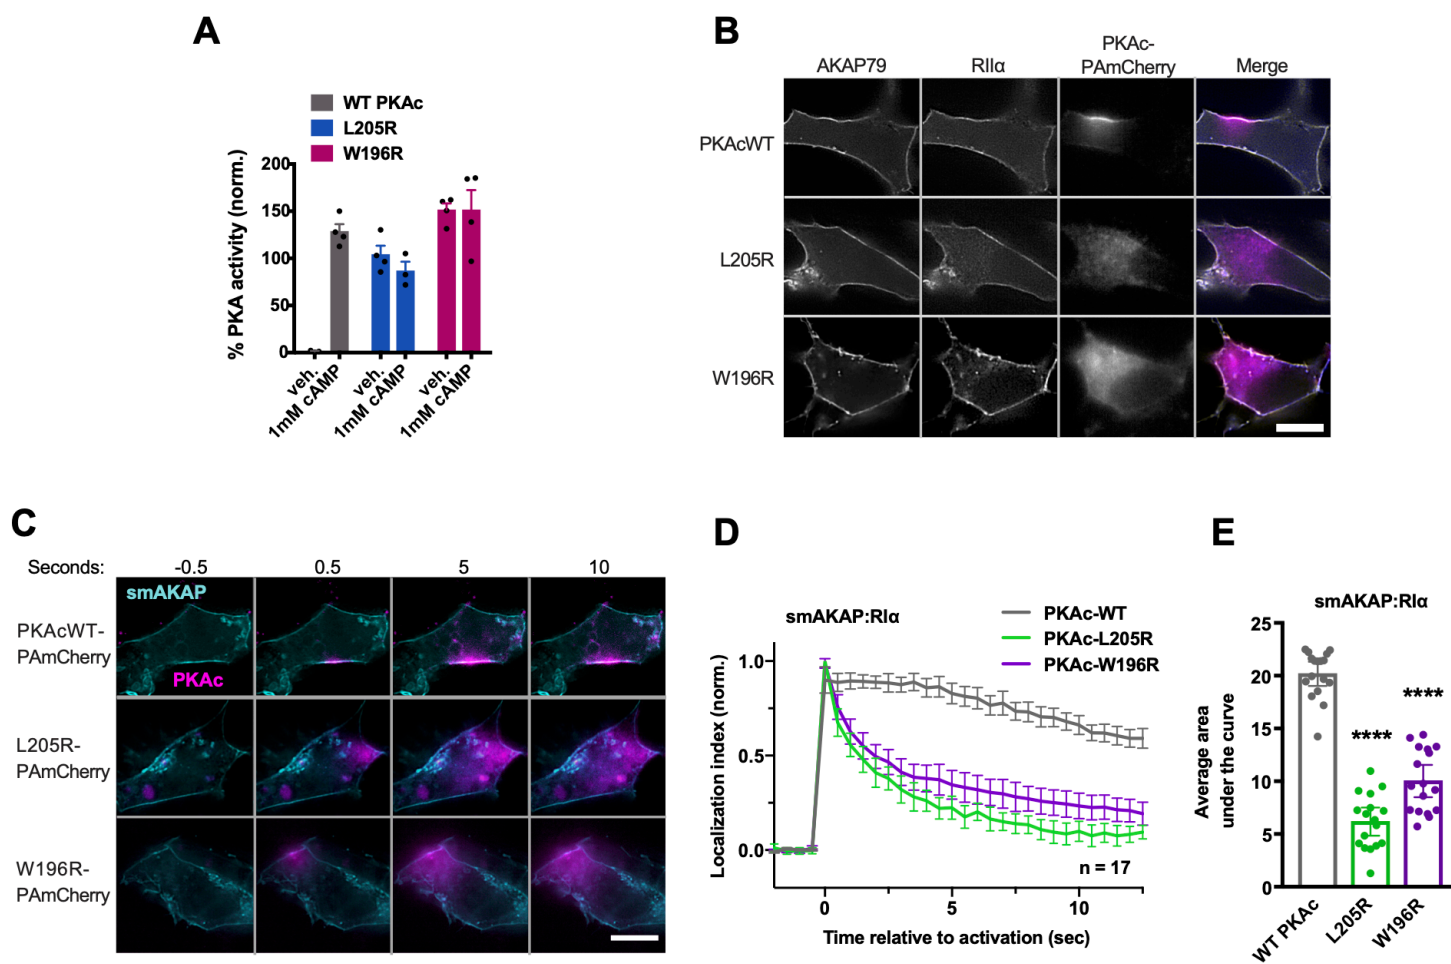 A
WT PKAc
L205R
W196R
% PKA activity (norm.)
200
150
100
50
0
veh.
1mM cAMP
veh.
1mM cAMP
veh.
1mM cAMP
B
AKAP79
RIIα
PKAc-
PAmCherry
Merge
PKAcWT
L205R
W196R
C
Seconds:
-0.5
0.5
5
10
smAKAP
PKAc
PKAcWT-
PAmCherry
L205R-
PAmCherry
W196R-
PAmCherry
D
smAKAP:RIα
PKAc-WT
PKAc-L205R
PKAc-W196R
Localization index (norm.)
1.0
0.5
0.0
n = 17
0
5
10
Time relative to activation (sec)
E
smAKAP:RIα
Average area
under the curve
25
20
15
10
5
0
****
****
WT PKAc
L205R
W196R